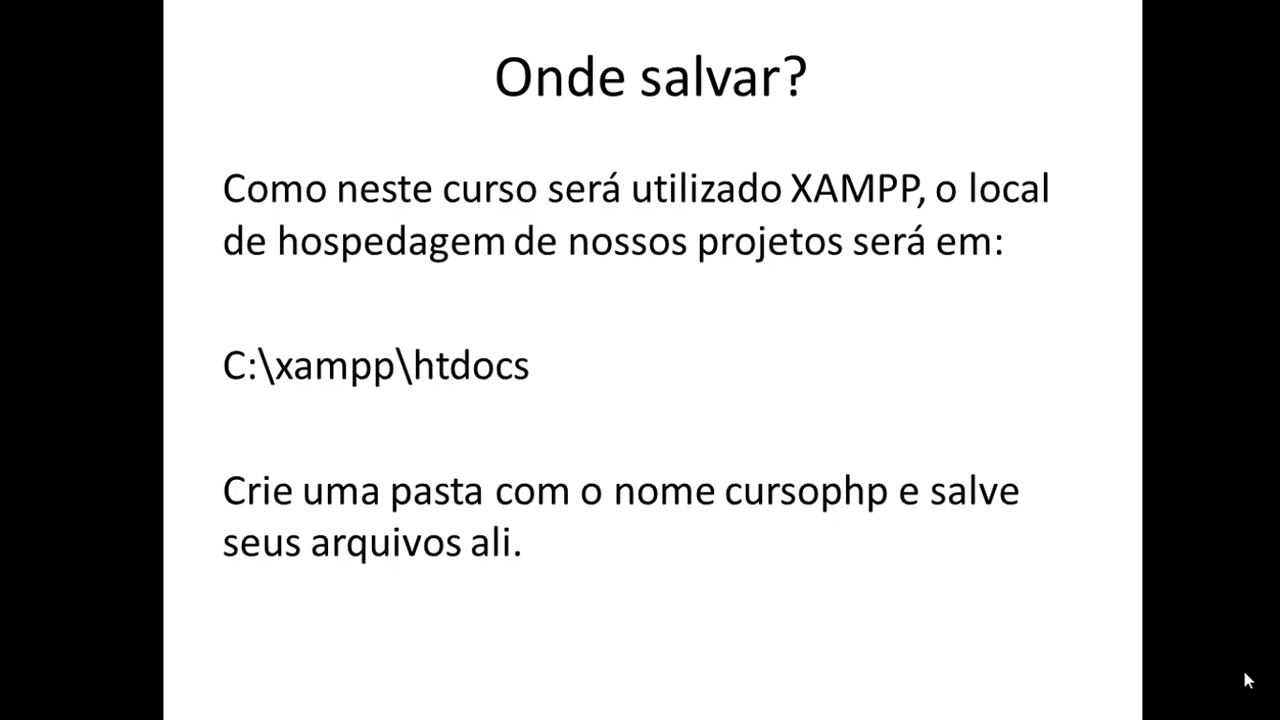 Onde salvar?
Como neste curso será utilizado XAMPP, o local
de hospedagem de nossos projetos será em:
C:\xampp\htdocs
Crie uma pasta com o nome cursophp e salve
seus arquivos ali.